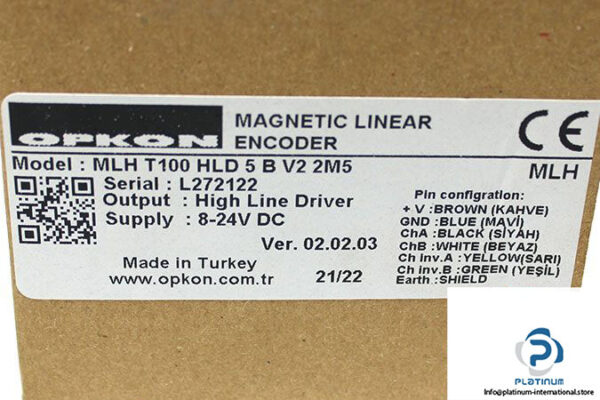 OPKON
MAGNETIC LINEAR
ENCODER
CE
Model : MLH T100 HLD 5 B V2 2M5
MLH
Serial : L272122
Output : High Line Driver
Supply : 8-24V DC
Ver. 02.02.03
Made in Turkey
www.opkon.com.tr
21/22
Pin configration:
+ V :BROWN (KAHVE)
GND :BLUE (MAVİ)
ChA :BLACK (SİYAH)
ChB :WHITE (BEYAZ)
Ch inv.A :YELLOW(SARI)
Ch inv.B :GREEN (YEŞİL)
Earth :SHIELD
PLATINUM
INTERNATIONAL
Info@platinum-international.store